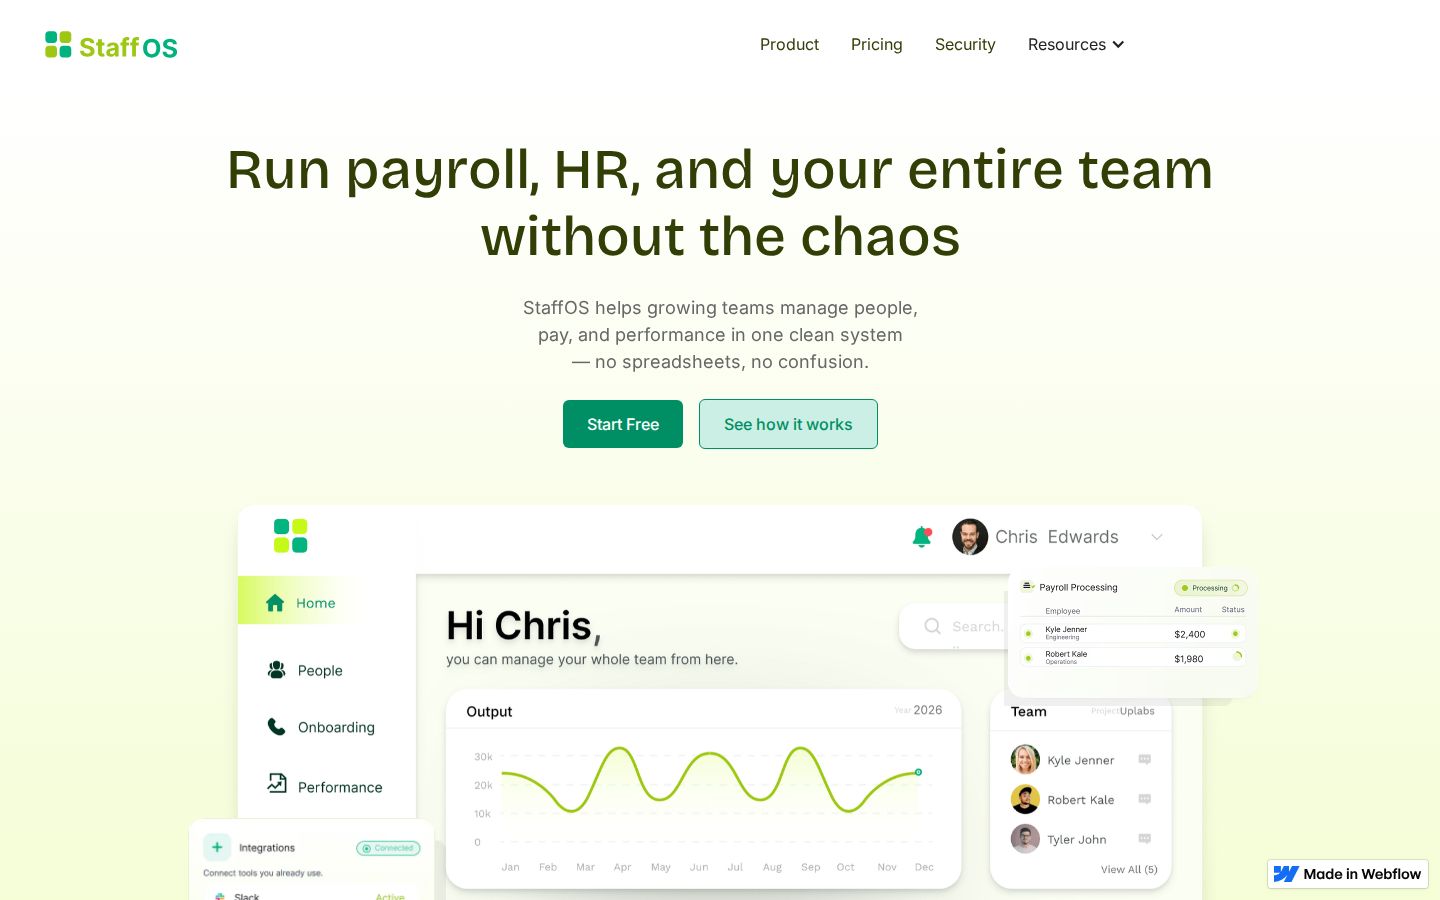 StaffOS
Product
Pricing
Security
Resources
Run payroll, HR, and your entire team
without the chaos
StaffOS helps growing teams manage people,
pay, and performance in one clean system
— no spreadsheets, no confusion.
Start Free
See how it works
Chris Edwards
Home
People
Onboarding
Performance
Hi Chris,
you can manage your whole team from here.
Search...
Payroll Processing
Processing
Employee
Amount
Status
Kyle Jenner
Engineering
$2,400
Robert Kale
Operations
$1,980
Output
Year 2026
30k
20k
10k
0
Jan
Feb
Mar
Apr
May
Jun
Jul
Aug
Sep
Oct
Nov
Dec
Team
Project Uplabs
Kyle Jenner
Robert Kale
Tyler John
View All (5)
Integrations
Connected
Connect tools you already use.
Slack
Active
Made in Webflow